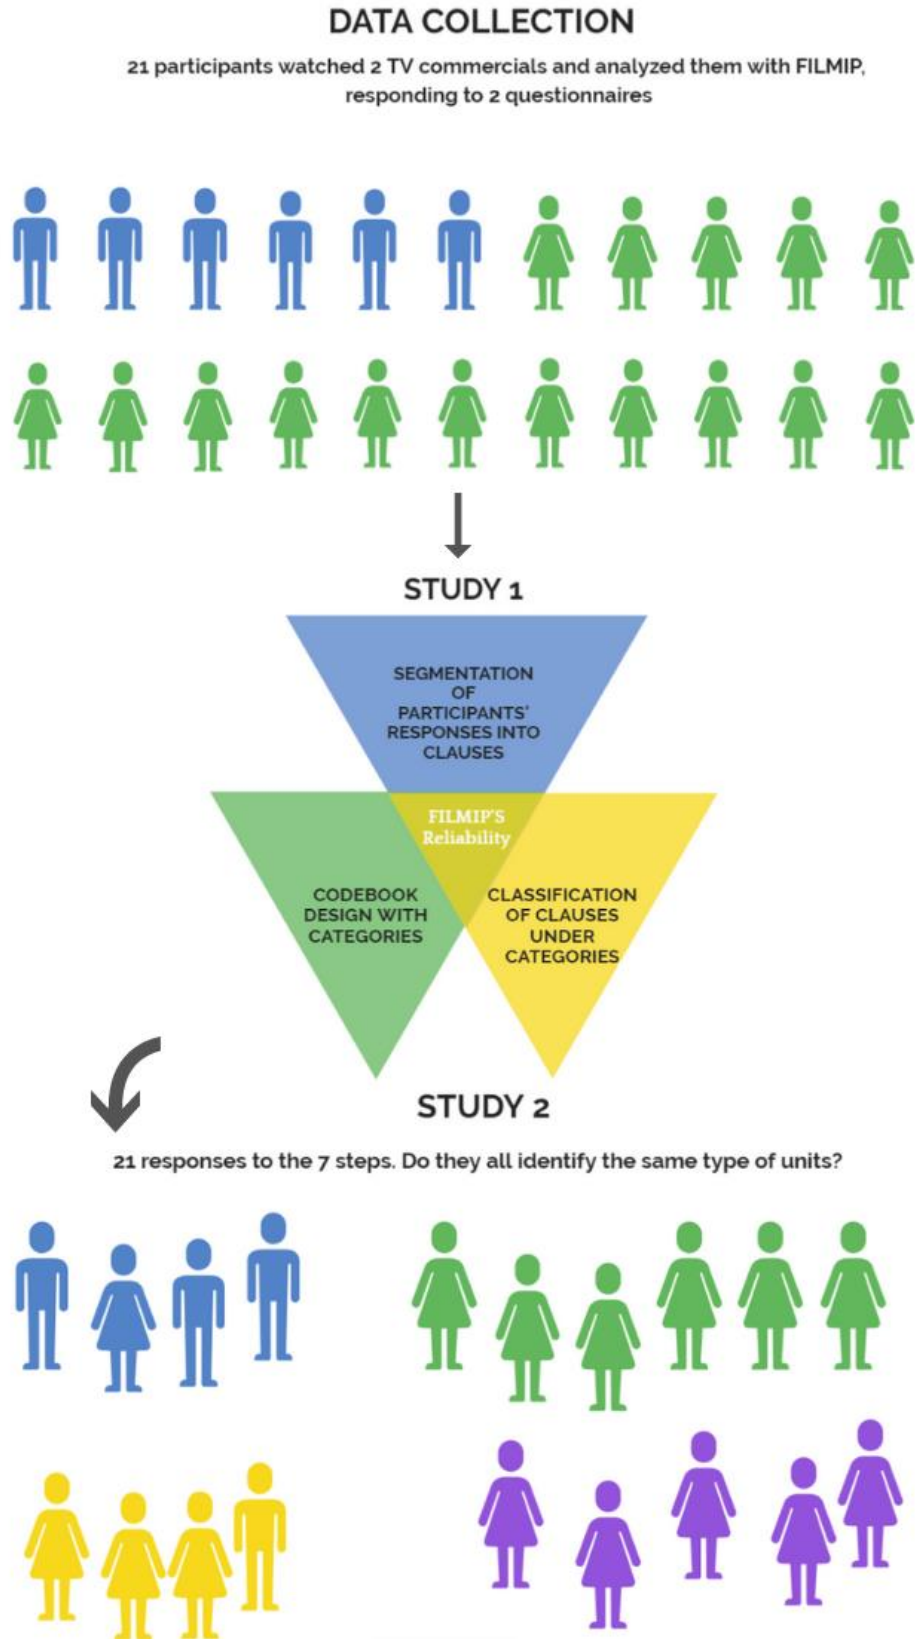 DATA COLLECTION
21 participants watched 2 TV commercials and analyzed them with FILMIP,
responding to 2 questionnaires
STUDY 1
SEGMENTATION
OF
PARTICIPANTS'
RESPONSES INTO
CLAUSES
FILMIP'S
Reliability
CODEBOOK
DESIGN WITH
CATEGORIES
CLASSIFICATION
OF CLAUSES
UNDER
CATEGORIES
STUDY 2
21 responses to the 7 steps. Do they all identify the same type of units?